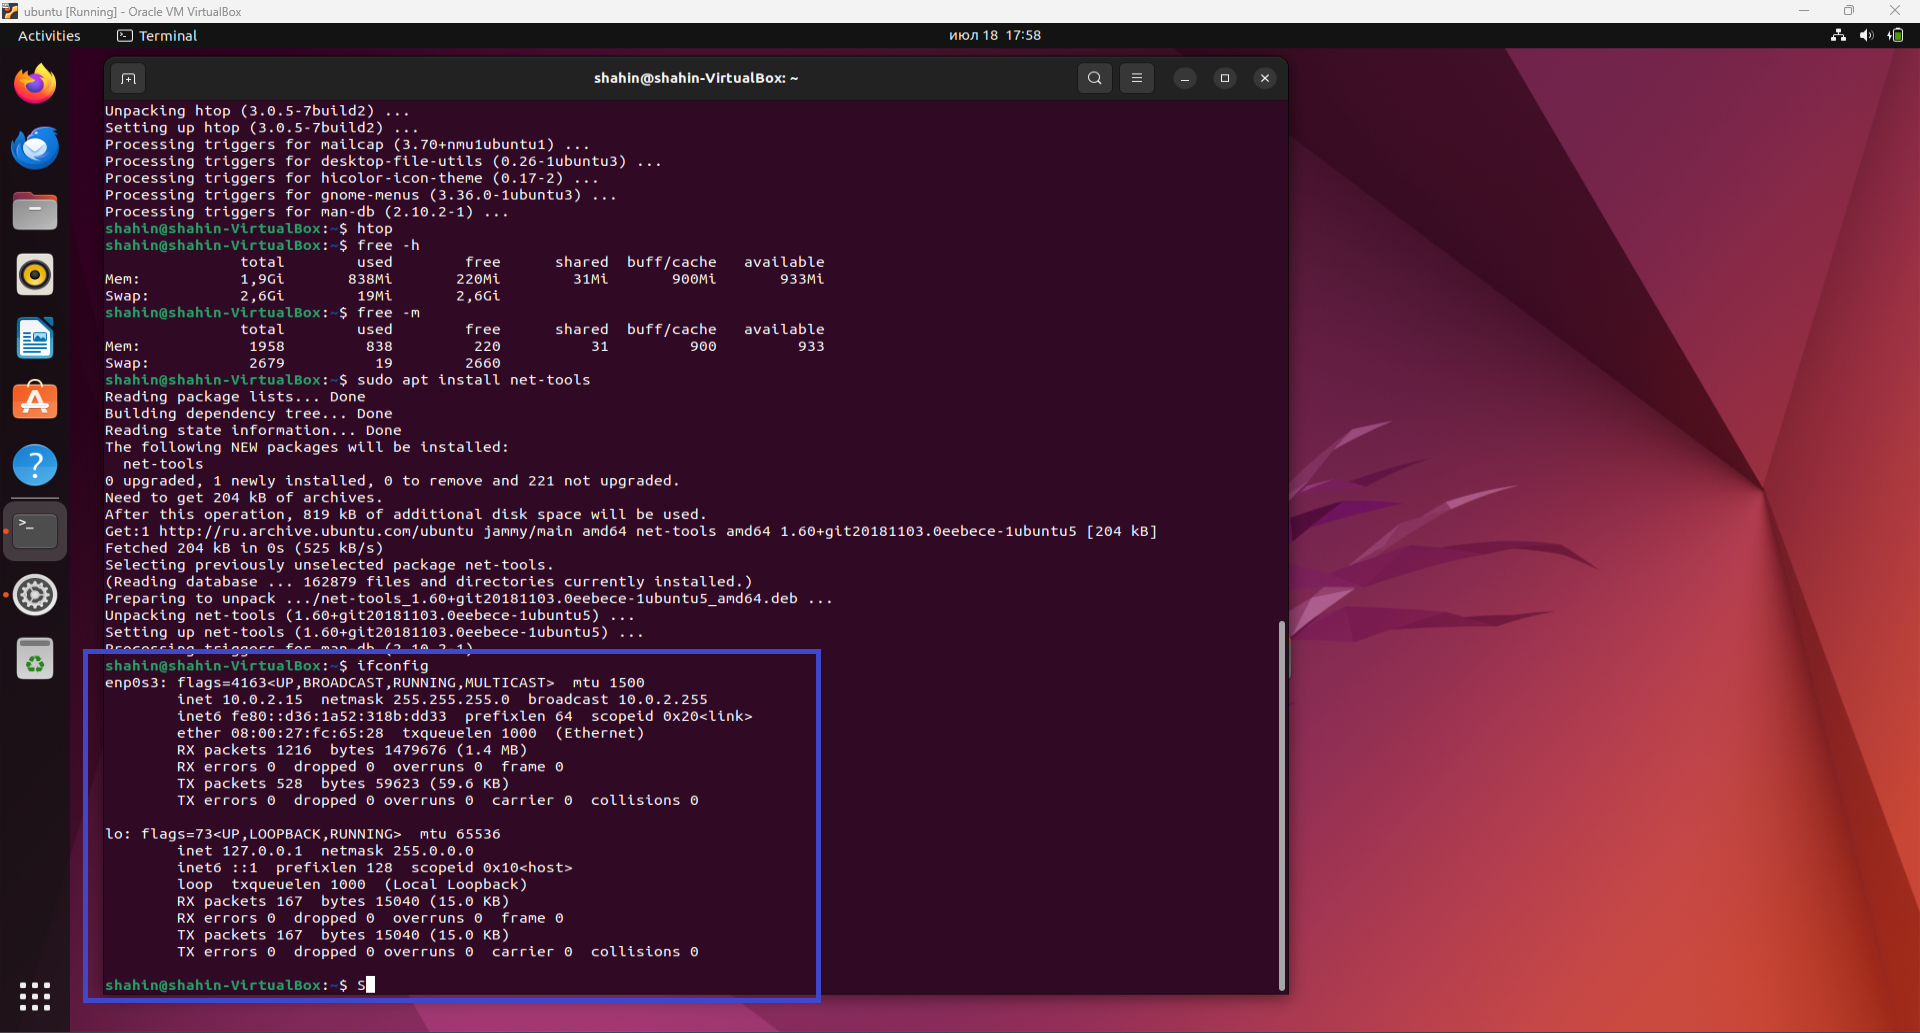 ubuntu [Running] - Oracle VM VirtualBox
Activities Terminal июл 18 17:58
shahin@shahin-VirtualBox: ~
Unpacking htop (3.0.5-7build2) ...
Setting up htop (3.0.5-7build2) ...
Processing triggers for mailcap (3.70+nmu1ubuntu1) ...
Processing triggers for desktop-file-utils (0.26-1ubuntu3) ...
Processing triggers for hicolor-icon-theme (0.17-2) ...
Processing triggers for gnome-menus (3.36.0-1ubuntu3) ...
Processing triggers for man-db (2.10.2-1) ...
shahin@shahin-VirtualBox:~$ htop
shahin@shahin-VirtualBox:~$ free -h
total used free shared buff/cache available
Mem: 1,9Gi 838Mi 220Mi 31Mi 900Mi 933Mi
Swap: 2,6Gi 19Mi 2,6Gi
shahin@shahin-VirtualBox:~$ free -m
total used free shared buff/cache available
Mem: 1958 838 220 31 900 933
Swap: 2679 19 2660
shahin@shahin-VirtualBox:~$ sudo apt install net-tools
Reading package lists... Done
Building dependency tree... Done
Reading state information... Done
The following NEW packages will be installed:
net-tools
0 upgraded, 1 newly installed, 0 to remove and 221 not upgraded.
Need to get 204 kB of archives.
After this operation, 819 kB of additional disk space will be used.
Get:1 http://ru.archive.ubuntu.com/ubuntu jammy/main amd64 net-tools amd64 1.60+git20181103.0eebece-1ubuntu5 [204 kB]
Fetched 204 kB in 0s (525 kB/s)
Selecting previously unselected package net-tools.
(Reading database ... 162879 files and directories currently installed.)
Preparing to unpack .../net-tools_1.60+git20181103.0eebece-1ubuntu5_amd64.deb ...
Unpacking net-tools (1.60+git20181103.0eebece-1ubuntu5) ...
Setting up net-tools (1.60+git20181103.0eebece-1ubuntu5) ...
Processing triggers for man-db (2.10.2-1) ...
shahin@shahin-VirtualBox:~$ ifconfig
enp0s3: flags=4163<UP,BROADCAST,RUNNING,MULTICAST> mtu 1500
inet 10.0.2.15 netmask 255.255.255.0 broadcast 10.0.2.255
inet6 fe80::d36:1a52:318b:dd33 prefixlen 64 scopeid 0x20<link>
ether 08:00:27:fc:65:28 txqueuelen 1000 (Ethernet)
RX packets 1216 bytes 1479676 (1.4 MB)
RX errors 0 dropped 0 overruns 0 frame 0
TX packets 528 bytes 59623 (59.6 KB)
TX errors 0 dropped 0 overruns 0 carrier 0 collisions 0
lo: flags=73<UP,LOOPBACK,RUNNING> mtu 65536
inet 127.0.0.1 netmask 255.0.0.0
inet6 ::1 prefixlen 128 scopeid 0x10<host>
loop txqueuelen 1000 (Local Loopback)
RX packets 167 bytes 15040 (15.0 KB)
RX errors 0 dropped 0 overruns 0 frame 0
TX packets 167 bytes 15040 (15.0 KB)
TX errors 0 dropped 0 overruns 0 carrier 0 collisions 0
shahin@shahin-VirtualBox:~$ S